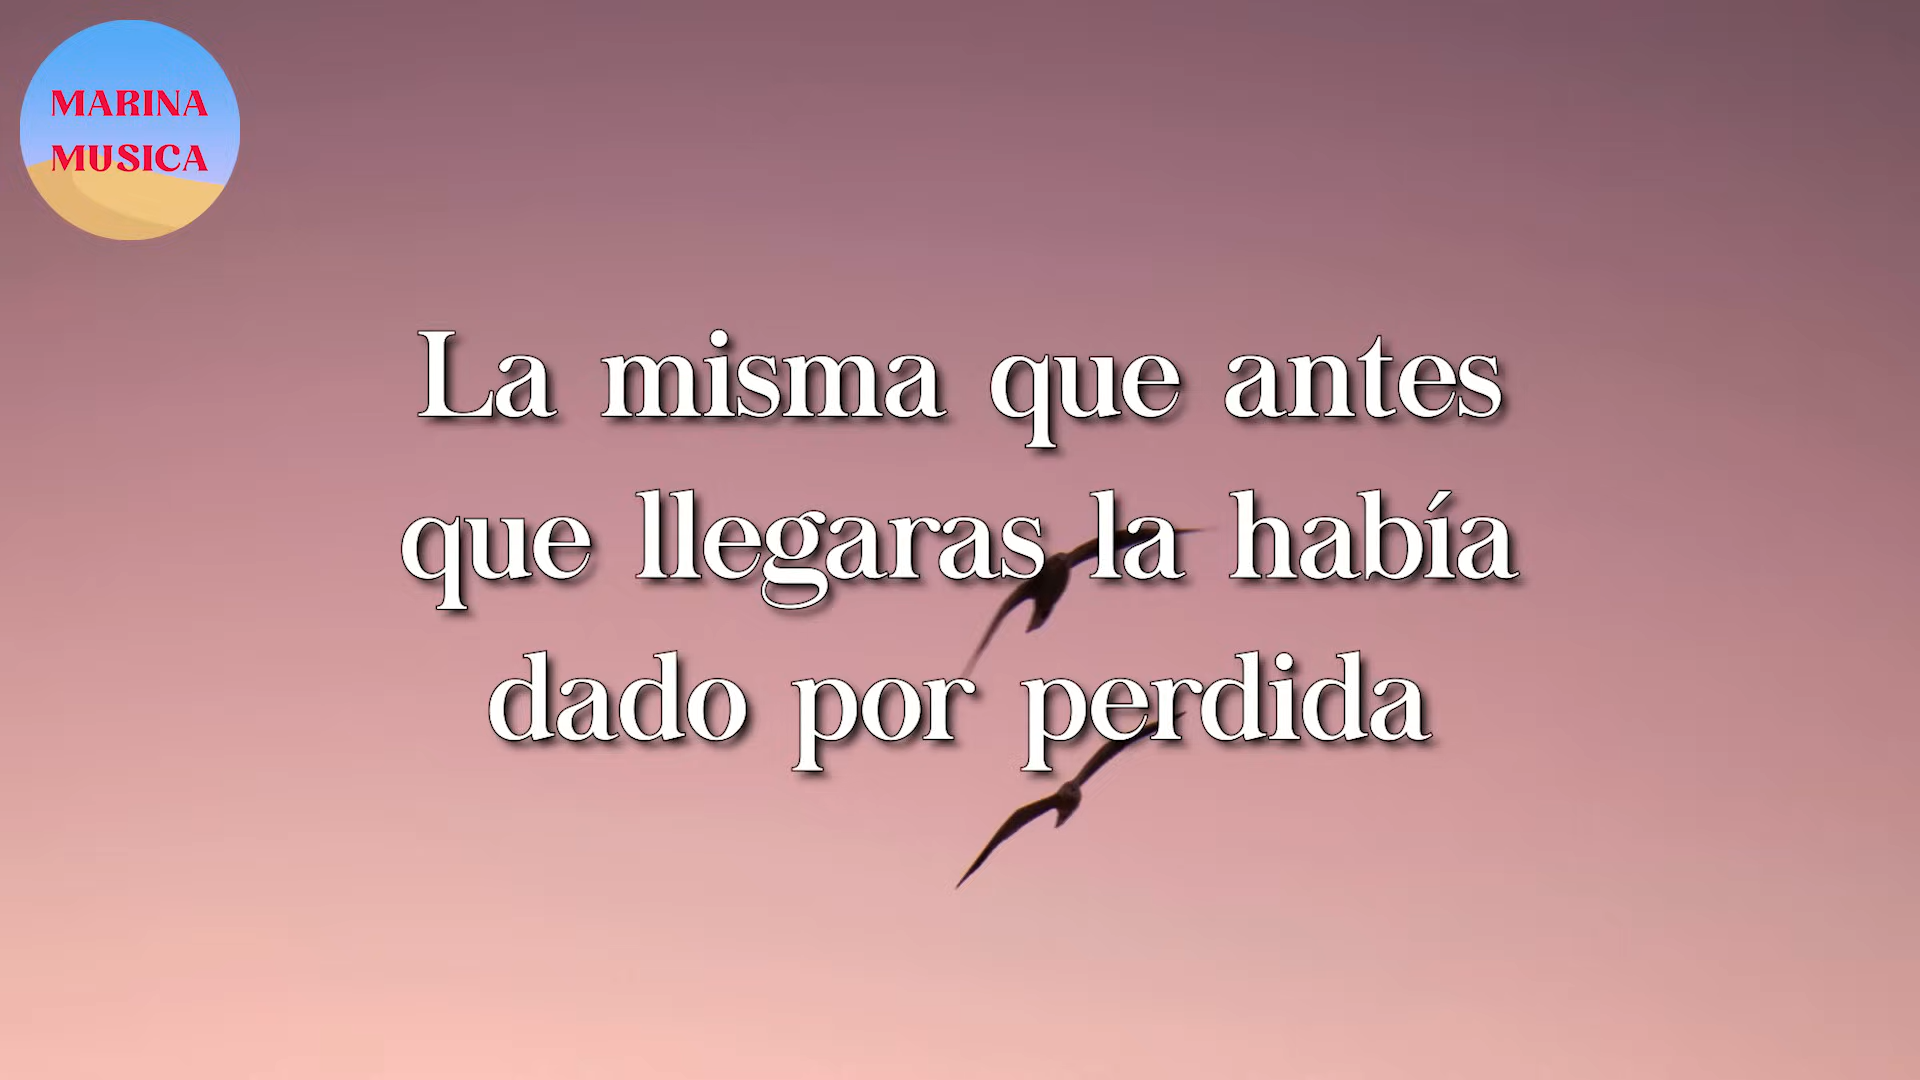 MARINA
MUSICA
La misma que antes
que llegaras la había
dado por perdida